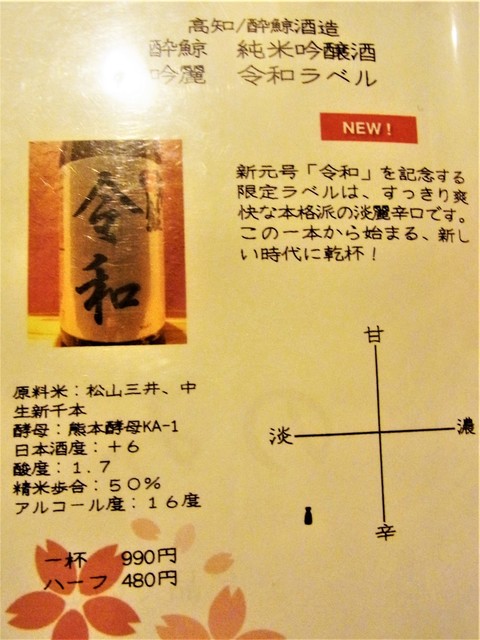 高知/酔鯨酒造
酔鯨 純米吟醸酒
吟麗 令和ラベル
NEW！
新元号「令和」を記念する
限定ラベルは、すっきり爽
快な本格派の淡麗辛口です。
この一本から始まる、新し
い時代に乾杯！
令和
甘
淡
濃
辛
原料米：松山三井、中
生新千本
酵母：熊本酵母KA-1
日本酒度：＋６
酸度：１.７
精米歩合：５０％
アルコール度：１６度
一杯 990円
ハーフ 480円